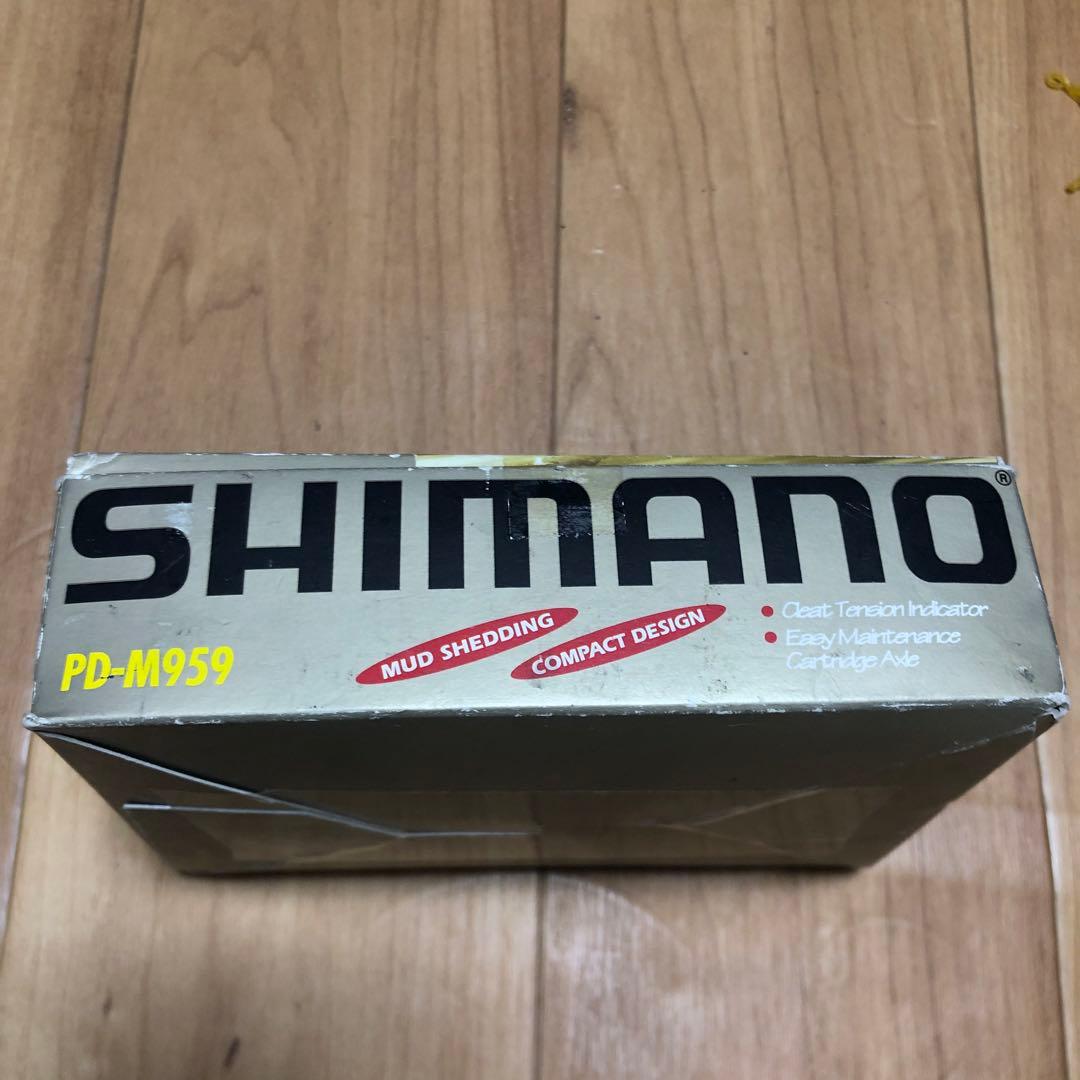 SHIMANO®
PD-M959
MUD SHEDDING
COMPACT DESIGN
• Cleat Tension Indicator
• Easy Maintenance
Cartridge Axle